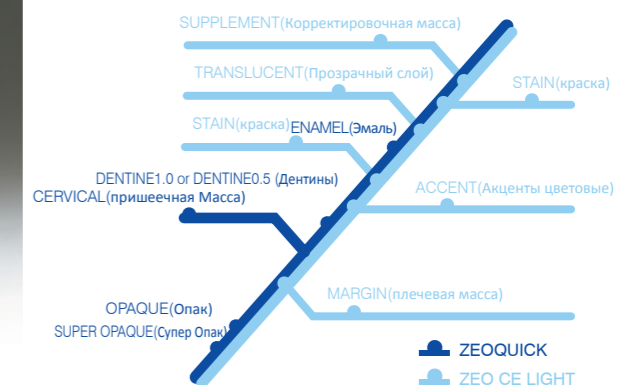 SUPPLEMENT(Корректировочная масса)
TRANSLUCENT(Прозрачный слой)
STAIN(краска)
STAIN(краска)
ENAMEL(Эмаль)
DENTINE1.0 or DENTINE0.5 (Дентины)
CERVICAL(пришеечная Масса)
ACCENT(Акценты цветовые)
MARGIN(плечевая масса)
OPAQUE(Опак)
SUPER OPAQUE(Супер Опак)
ZEOQUICK
ZEO CE LIGHT